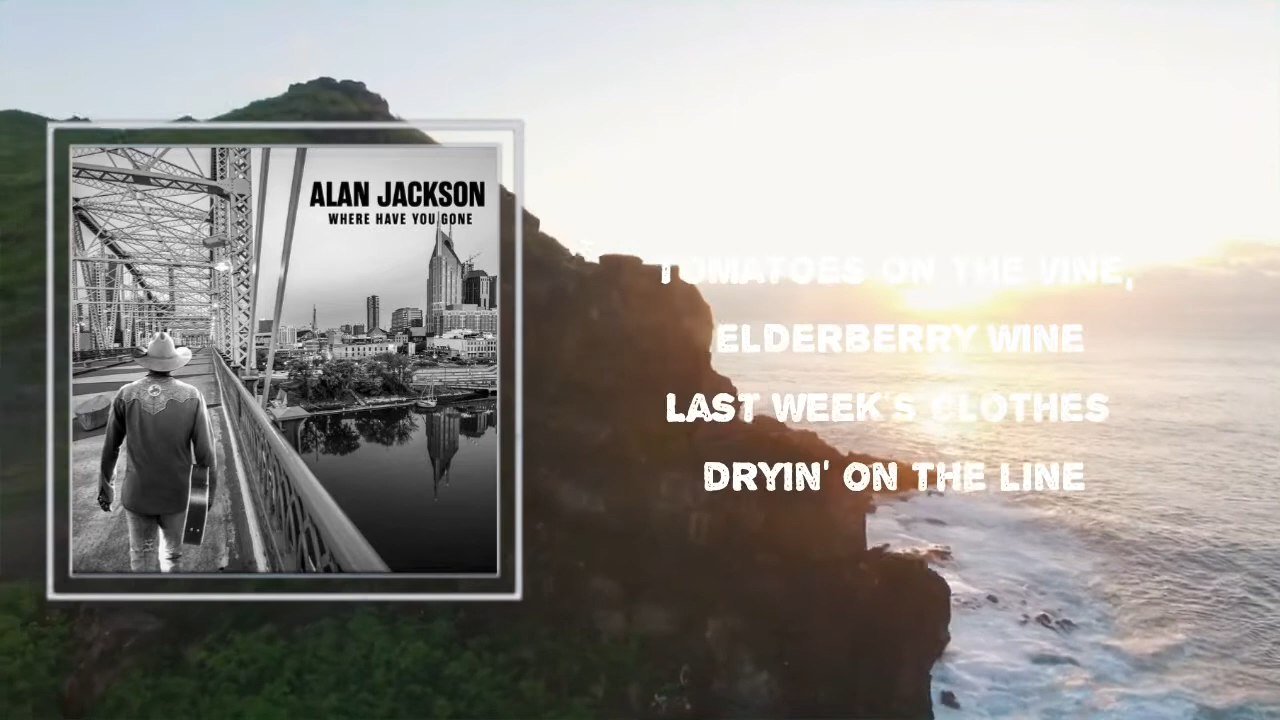 ALAN JACKSON
WHERE HAVE YOU GONE
TOMATOES ON THE VINE,
ELDERBERRY WINE
LAST WEEK'S CLOTHES
DRYIN' ON THE LINE